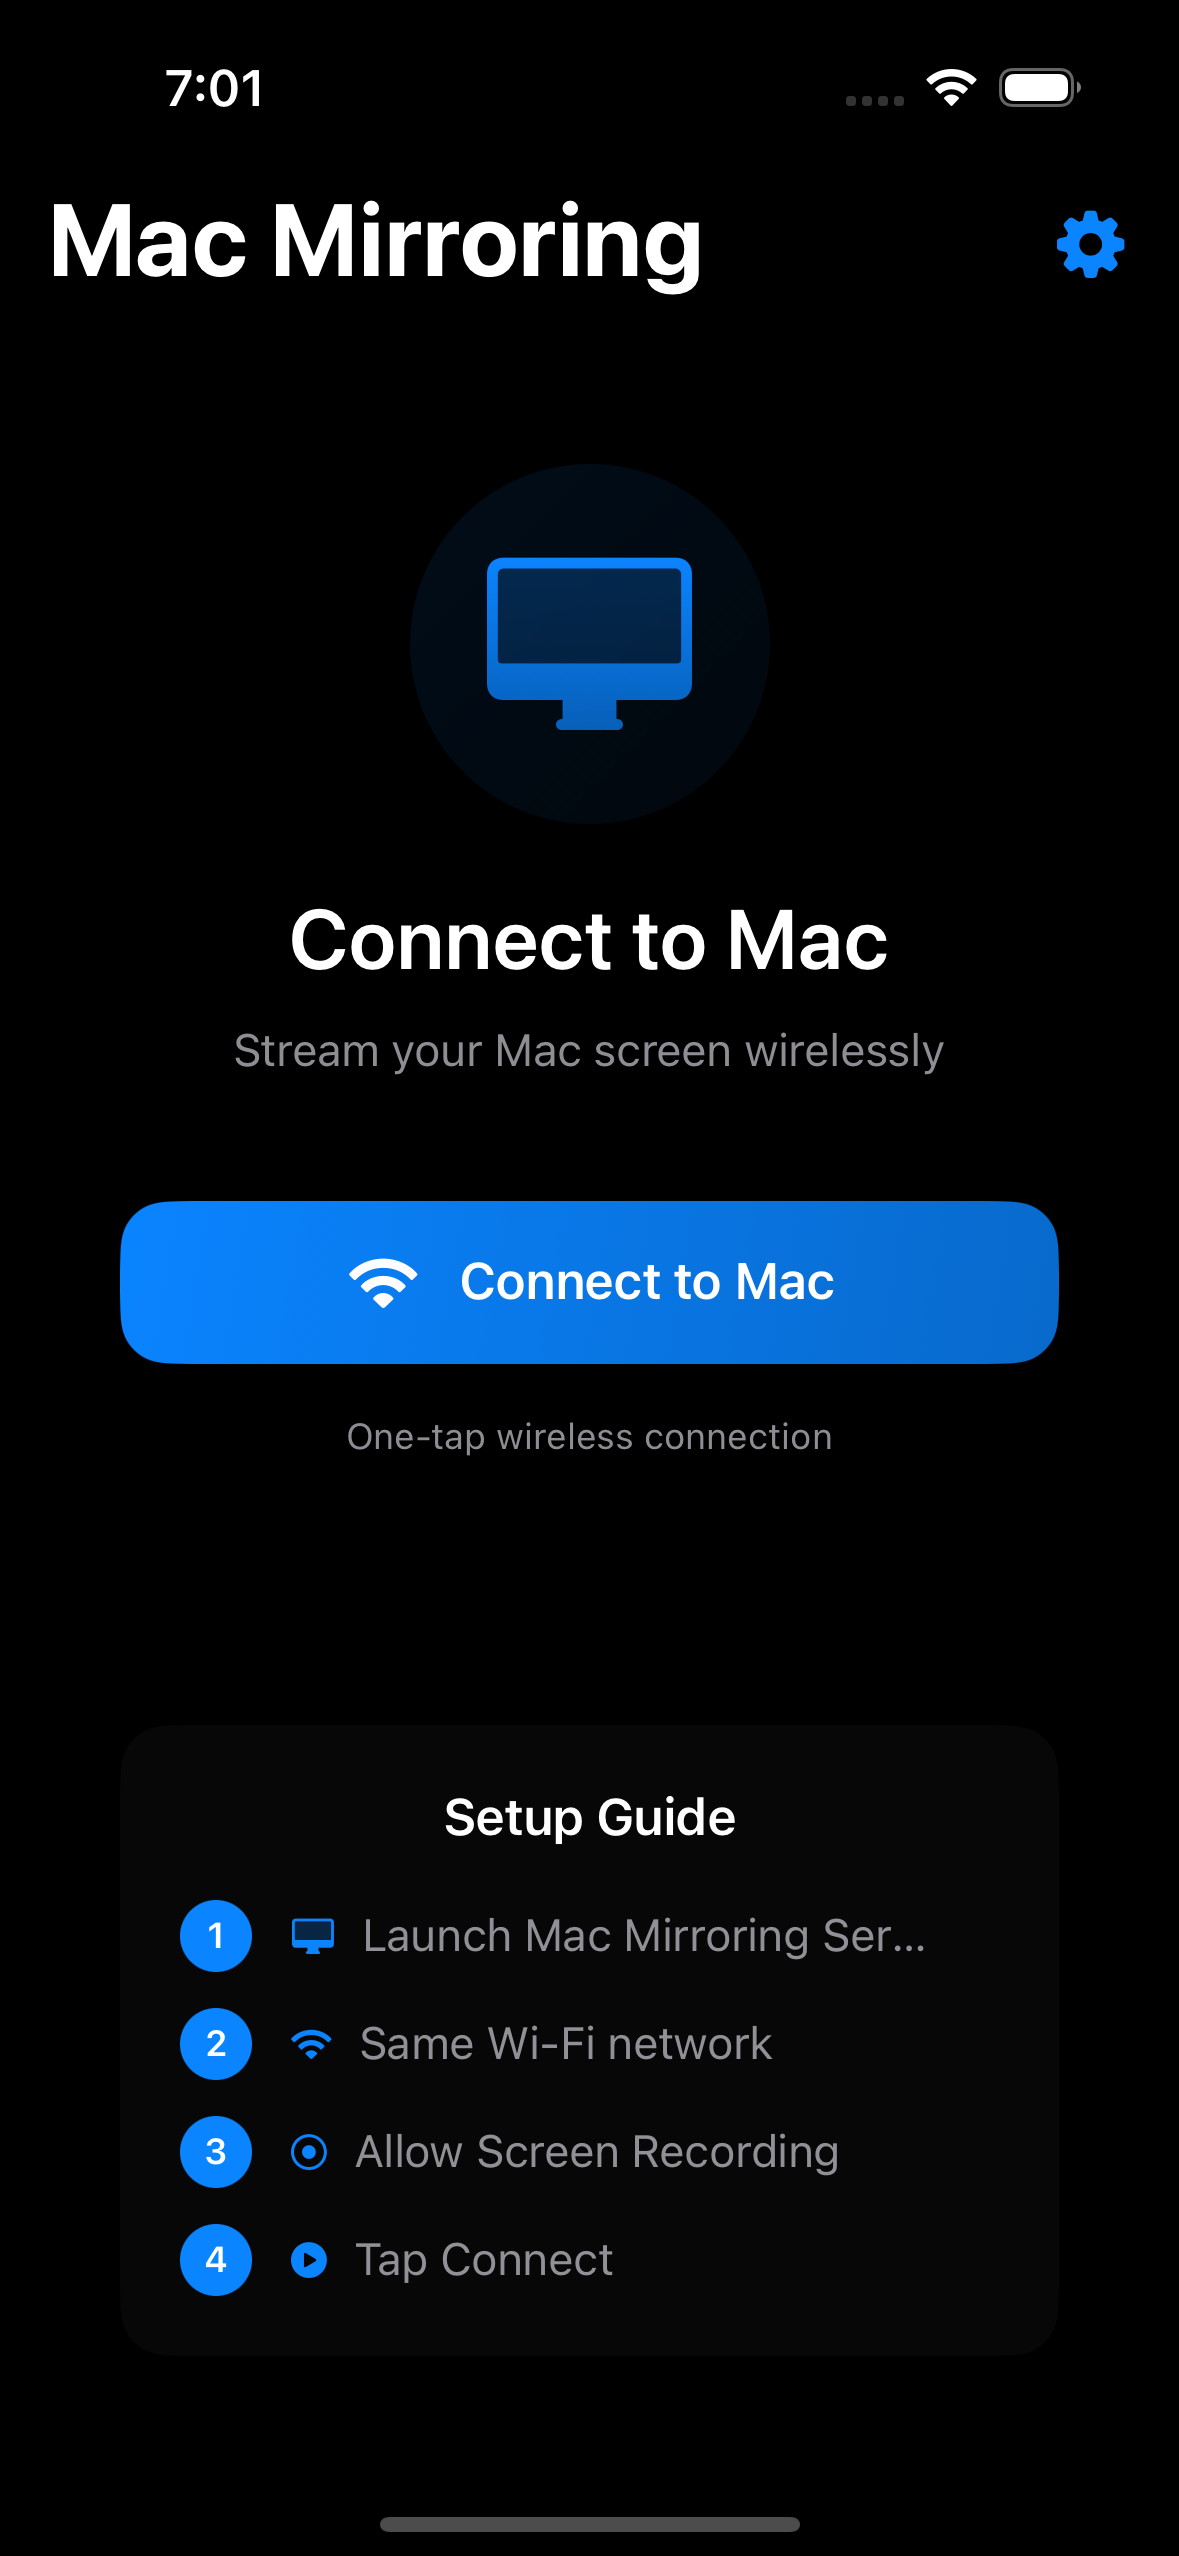 7:01
Mac Mirroring
Connect to Mac
Stream your Mac screen wirelessly
Connect to Mac
One-tap wireless connection
Setup Guide
1 Launch Mac Mirroring Ser...
2 Same Wi-Fi network
3 Allow Screen Recording
4 Tap Connect